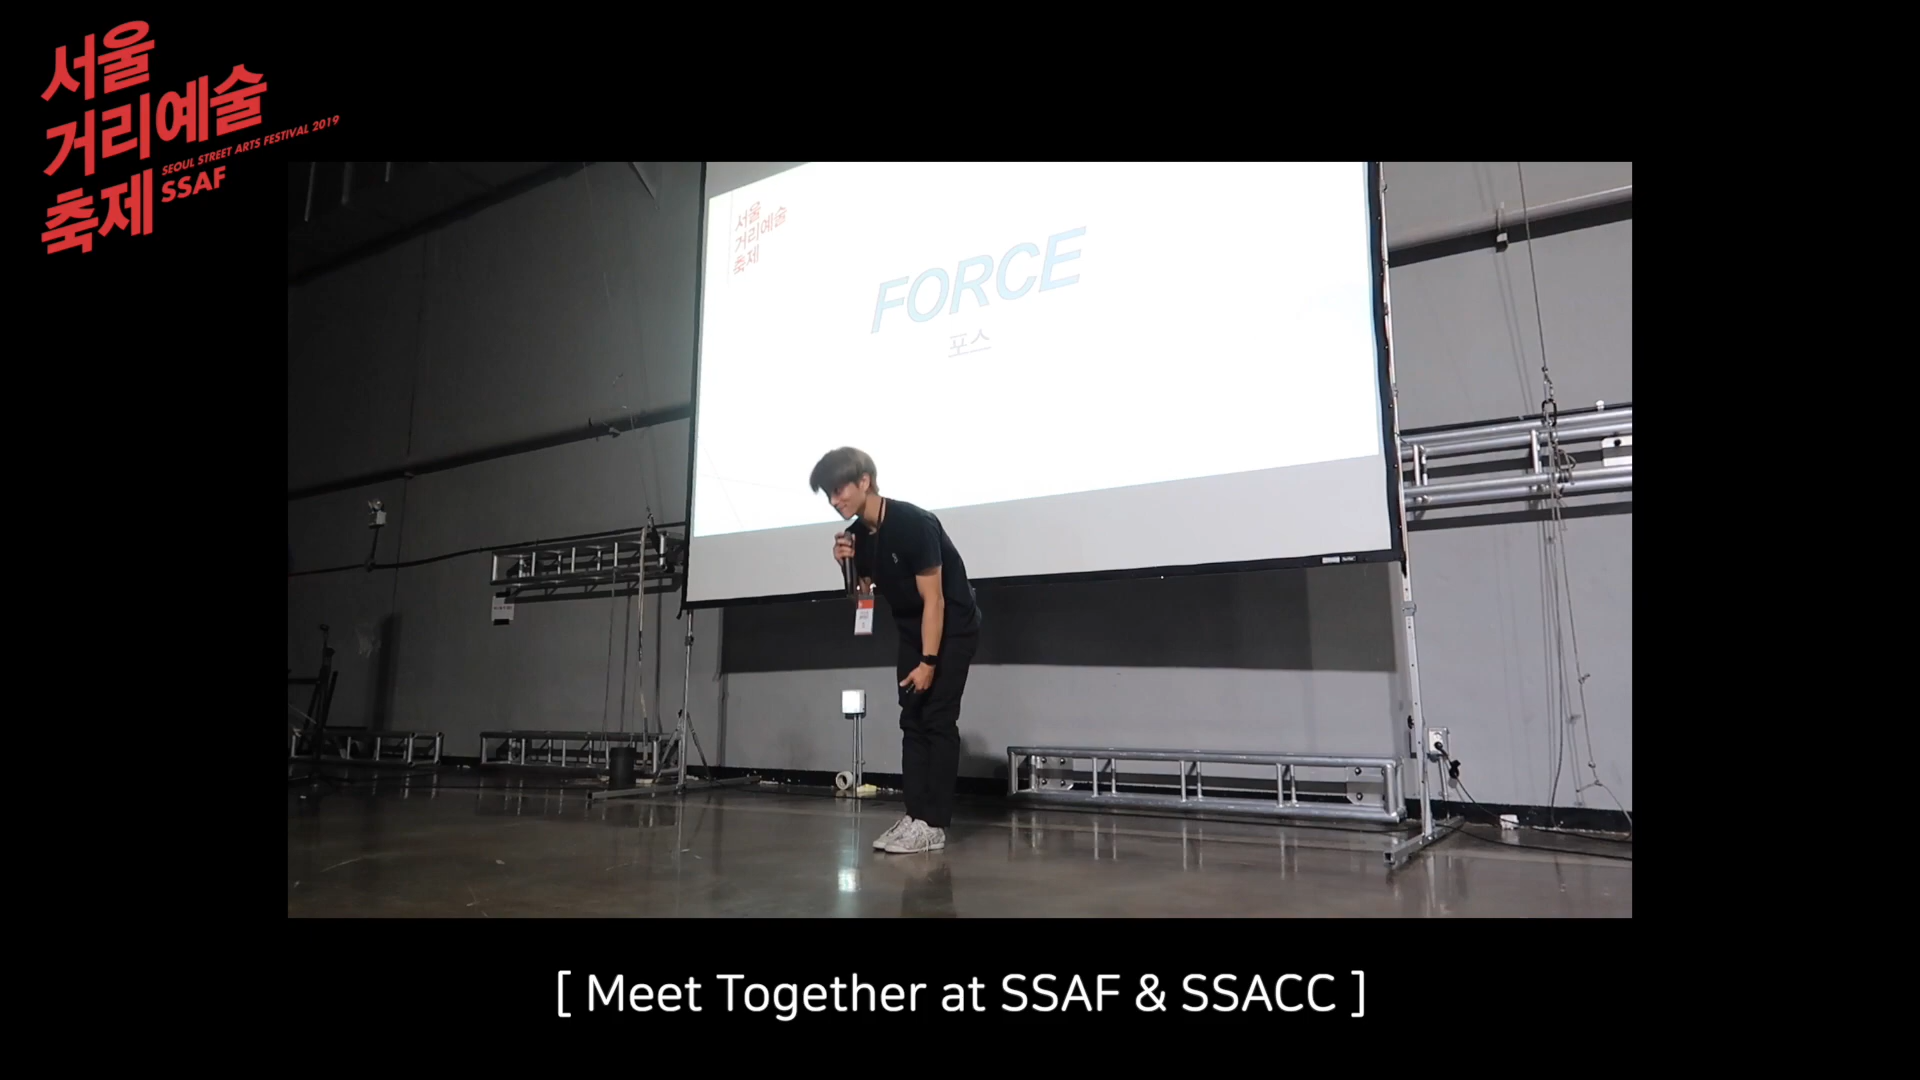 서울
거리예술
축제
SEOUL STREET ARTS FESTIVAL 2019
SSAF
서울
거리예술
축제
FORCE
포스
[ Meet Together at SSAF & SSACC ]